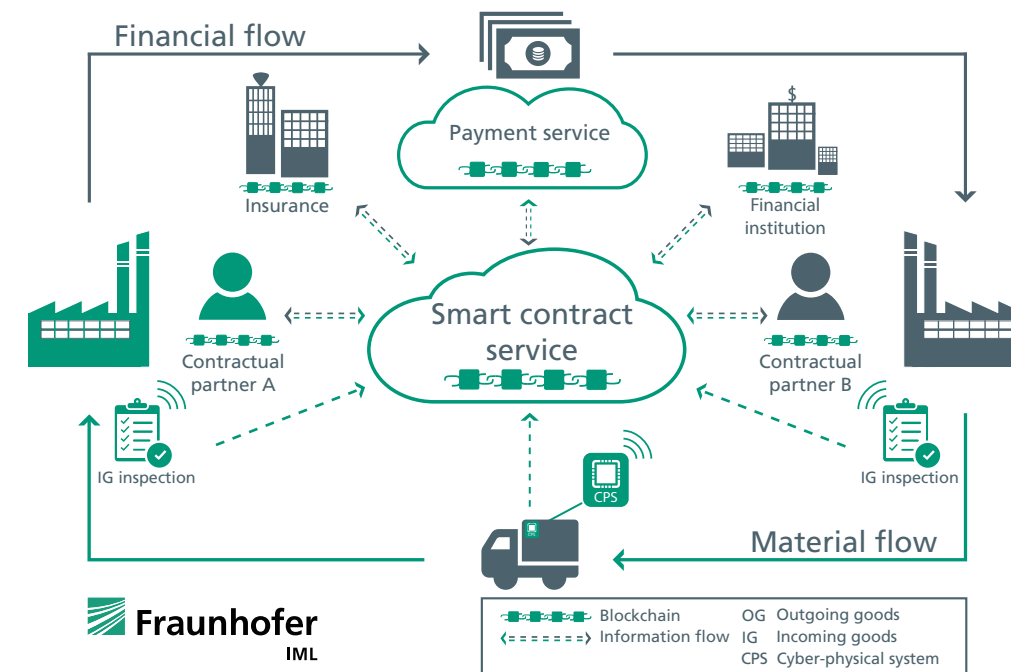 Financial flow
Payment service
Insurance
$
Financial
institution
Smart contract
service
Contractual
partner A
Contractual
partner B
IG inspection
IG inspection
CPS
CPS
Material flow
Fraunhofer
IML
Blockchain
Information flow
OG Outgoing goods
IG Incoming goods
CPS Cyber-physical system